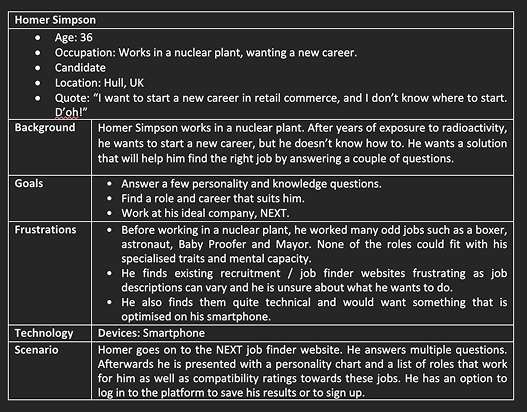 Homer Simpson
• Age: 36
• Occupation: Works in a nuclear plant, wanting a new career.
• Candidate
• Location: Hull, UK
• Quote: “I want to start a new career in retail commerce, and I don’t know where to start.
D’oh!”
Background
Homer Simpson works in a nuclear plant. After years of exposure to radioactivity,
he wants to start a new career, but he doesn’t know how to. He wants a solution
that will help him find the right job by answering a couple of questions.
Goals
• Answer a few personality and knowledge questions.
• Find a role and career that suits him.
• Work at his ideal company, NEXT.
Frustrations
• Before working in a nuclear plant, he worked many odd jobs such as a boxer,
astronaut, Baby Proofer and Mayor. None of the roles could fit with his
specialised traits and mental capacity.
• He finds existing recruitment / job finder websites frustrating as job
descriptions can vary and he is unsure about what he wants to do.
• He also finds them quite technical and would want something that is
optimised on his smartphone.
Technology
Devices: Smartphone
Scenario
Homer goes on to the NEXT job finder website. He answers multiple questions.
Afterwards he is presented with a personality chart and a list of roles that work
for him as well as compatibility ratings towards these jobs. He has an option to
log in to the platform to save his results or to sign up.